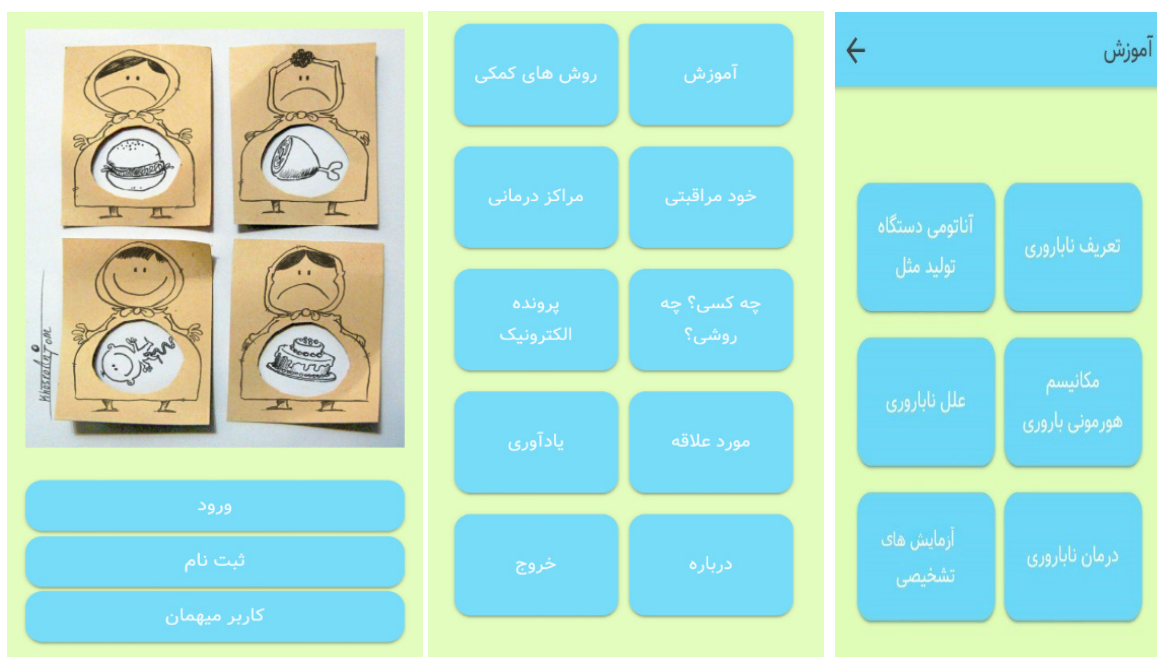 khosrojerdi.com
ورود
ثبت نام
کاربر میهمان
آموزش
روش های کمکی
خود مراقبتی
مراکز درمانی
چه کسی؟ چه
روشی؟
پرونده
الکترونیک
مورد علاقه
یادآوری
درباره
خروج
آموزش
تعریف ناباروری
آناتومی دستگاه
تولید مثل
مکانیسم
هورمونی باروری
علل ناباروری
درمان ناباروری
آزمایش های
تشخیصی